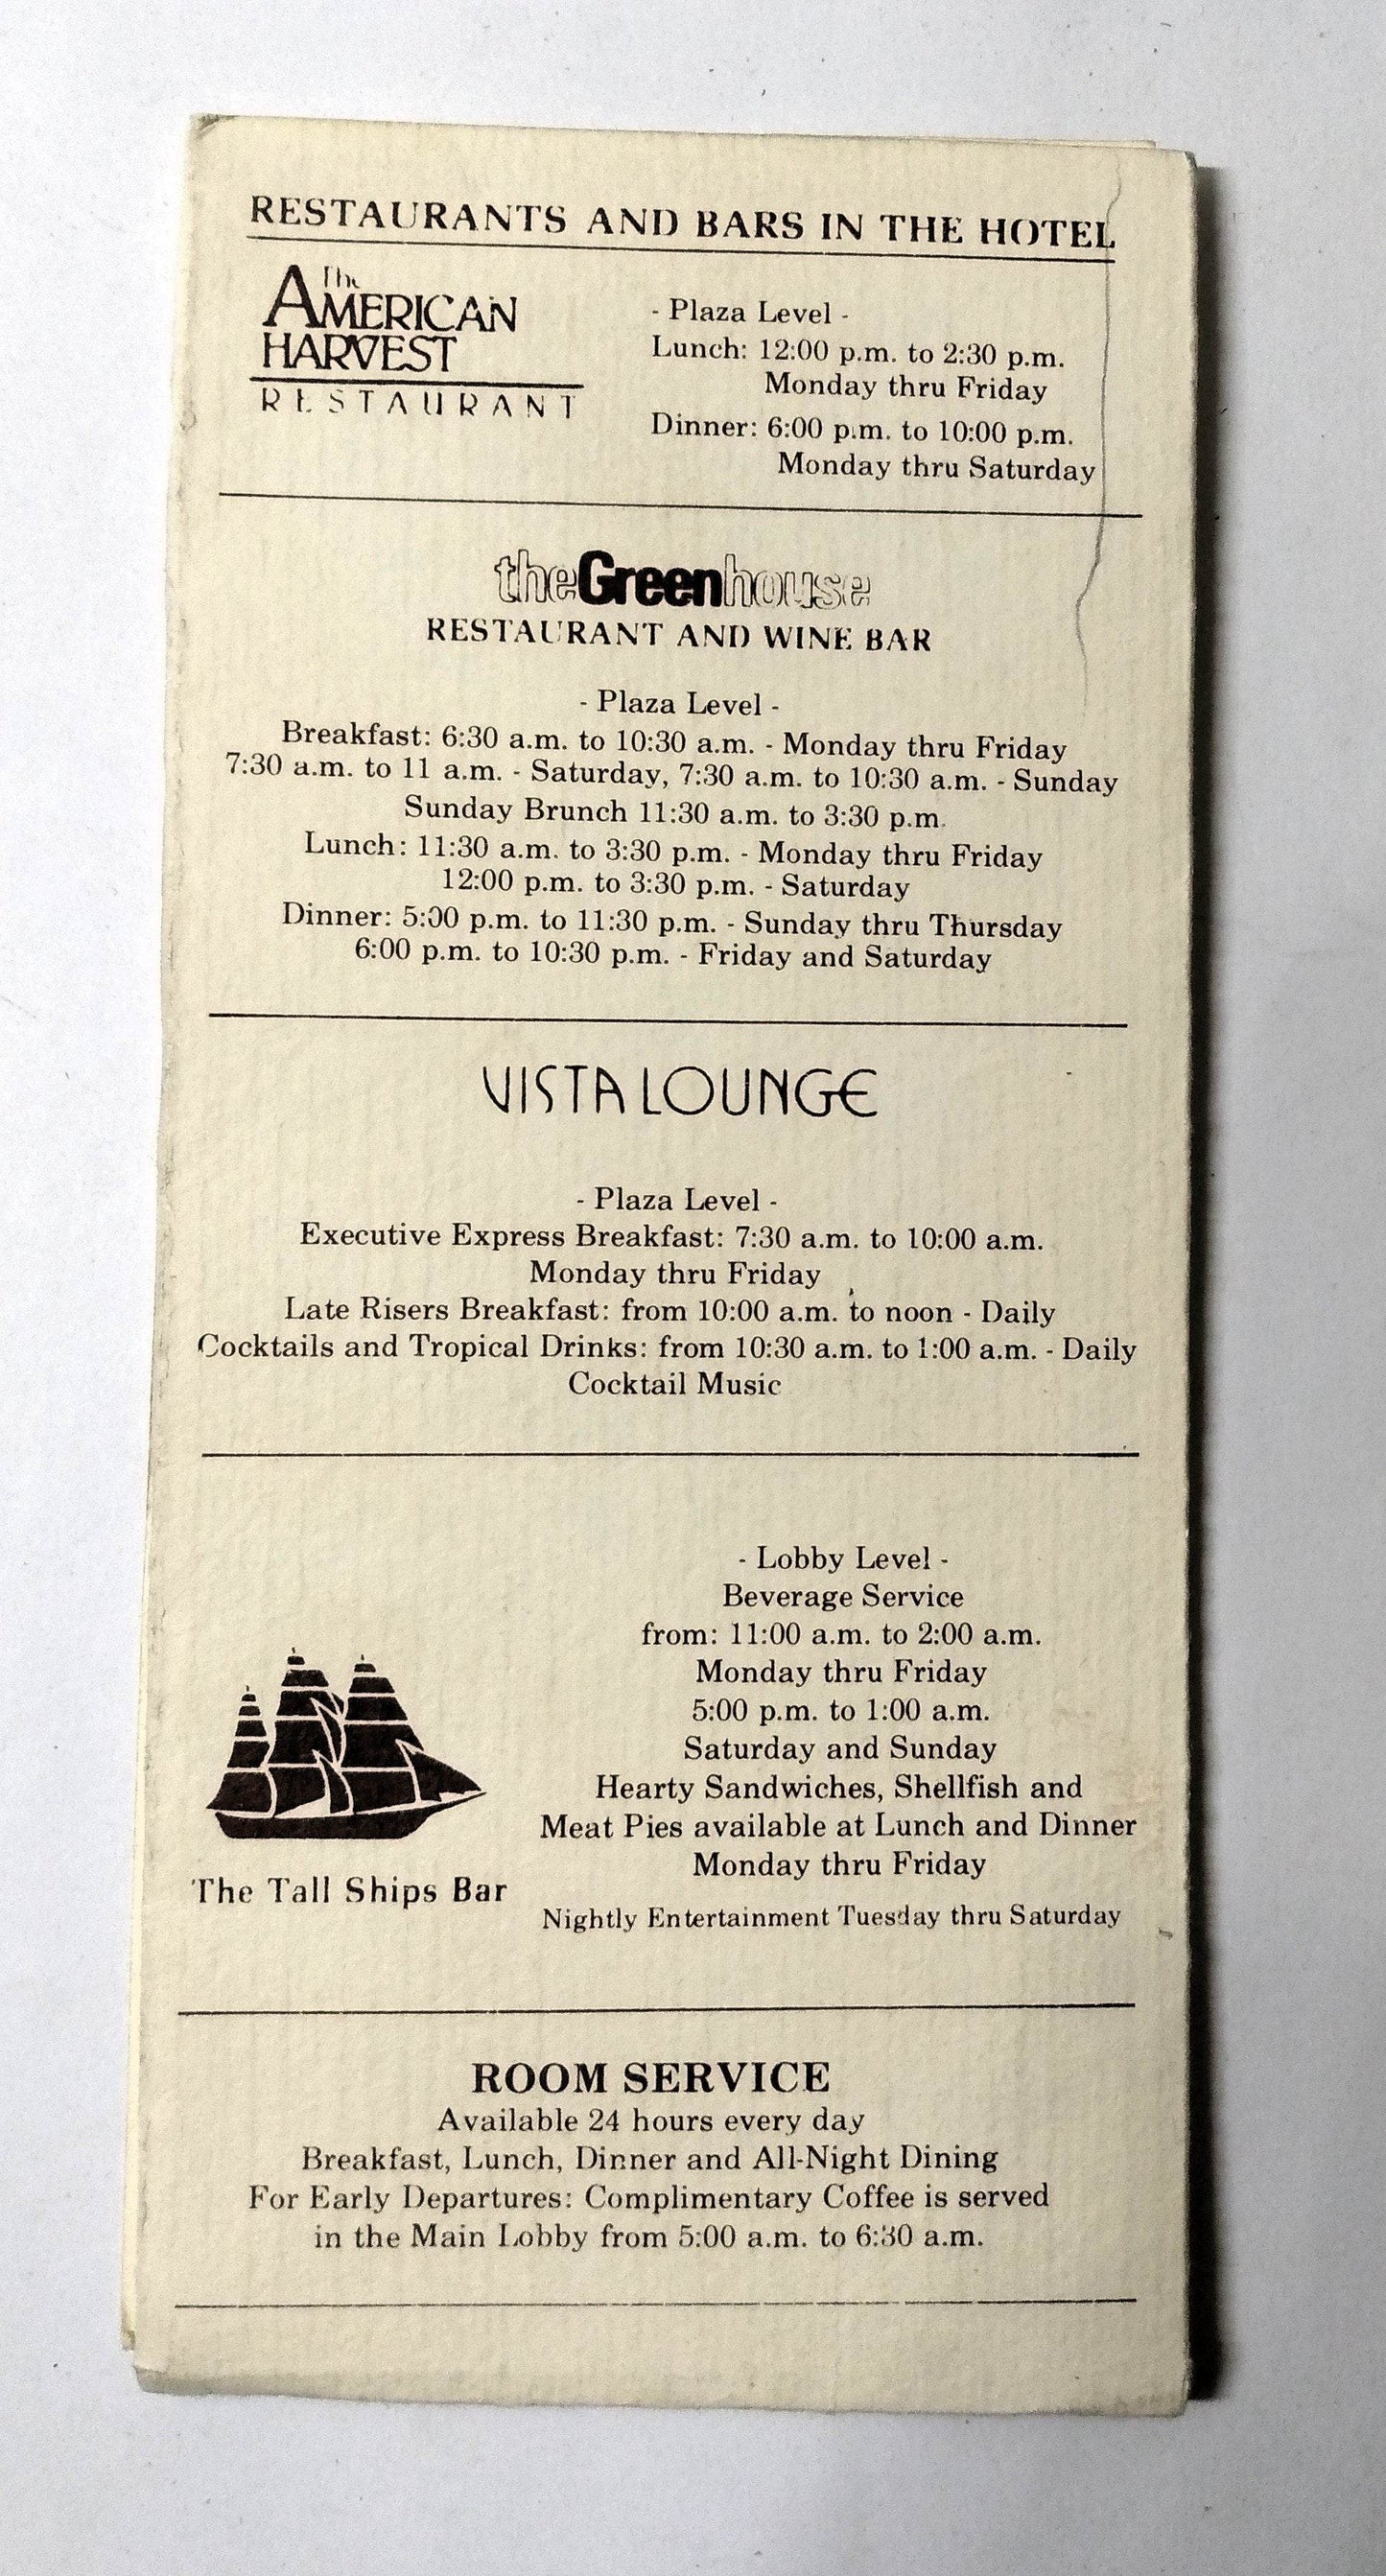 RESTAURANTS AND BARS IN THE HOTEL
The
AMERICAN
HARVEST
RESTAURANT
- Plaza Level -
Lunch: 12:00 p.m. to 2:30 p.m.
Monday thru Friday
Dinner: 6:00 p.m. to 10:00 p.m.
Monday thru Saturday
theGreenhouse
RESTAURANT AND WINE BAR
- Plaza Level -
Breakfast: 6:30 a.m. to 10:30 a.m. - Monday thru Friday
7:30 a.m. to 11 a.m. - Saturday, 7:30 a.m. to 10:30 a.m. - Sunday
Sunday Brunch 11:30 a.m. to 3:30 p.m.
Lunch: 11:30 a.m. to 3:30 p.m. - Monday thru Friday
12:00 p.m. to 3:30 p.m. - Saturday
Dinner: 5:00 p.m. to 11:30 p.m. - Sunday thru Thursday
6:00 p.m. to 10:30 p.m. - Friday and Saturday
VISTA LOUNGE
- Plaza Level -
Executive Express Breakfast: 7:30 a.m. to 10:00 a.m.
Monday thru Friday
Late Risers Breakfast: from 10:00 a.m. to noon - Daily
Cocktails and Tropical Drinks: from 10:30 a.m. to 1:00 a.m. - Daily
Cocktail Music
- Lobby Level -
Beverage Service
from: 11:00 a.m. to 2:00 a.m.
Monday thru Friday
5:00 p.m. to 1:00 a.m.
Saturday and Sunday
Hearty Sandwiches, Shellfish and
Meat Pies available at Lunch and Dinner
Monday thru Friday
The Tall Ships Bar
Nightly Entertainment Tuesday thru Saturday
ROOM SERVICE
Available 24 hours every day
Breakfast, Lunch, Dinner and All-Night Dining
For Early Departures: Complimentary Coffee is served
in the Main Lobby from 5:00 a.m. to 6:30 a.m.